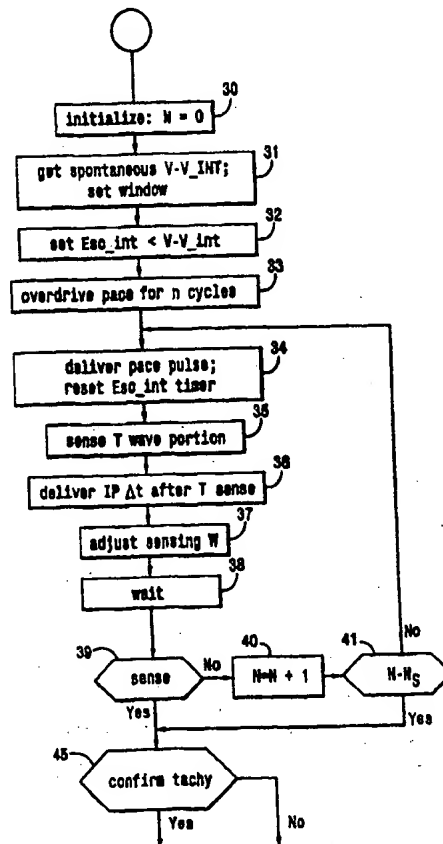 30
initialize: N = 0
31
get spontaneous V-V_INT;
set window
32
set Esc_int < V-V_int
33
overdrive pace for n cycles
34
deliver pace pulse;
reset Esc_int timer
35
sense T wave portion
36
deliver IP Δt after T sense
37
adjust sensing W
38
wait
39
sense
No
40
N=N + 1
41
N-NS
No
Yes
Yes
45
confirm tachy
Yes
No